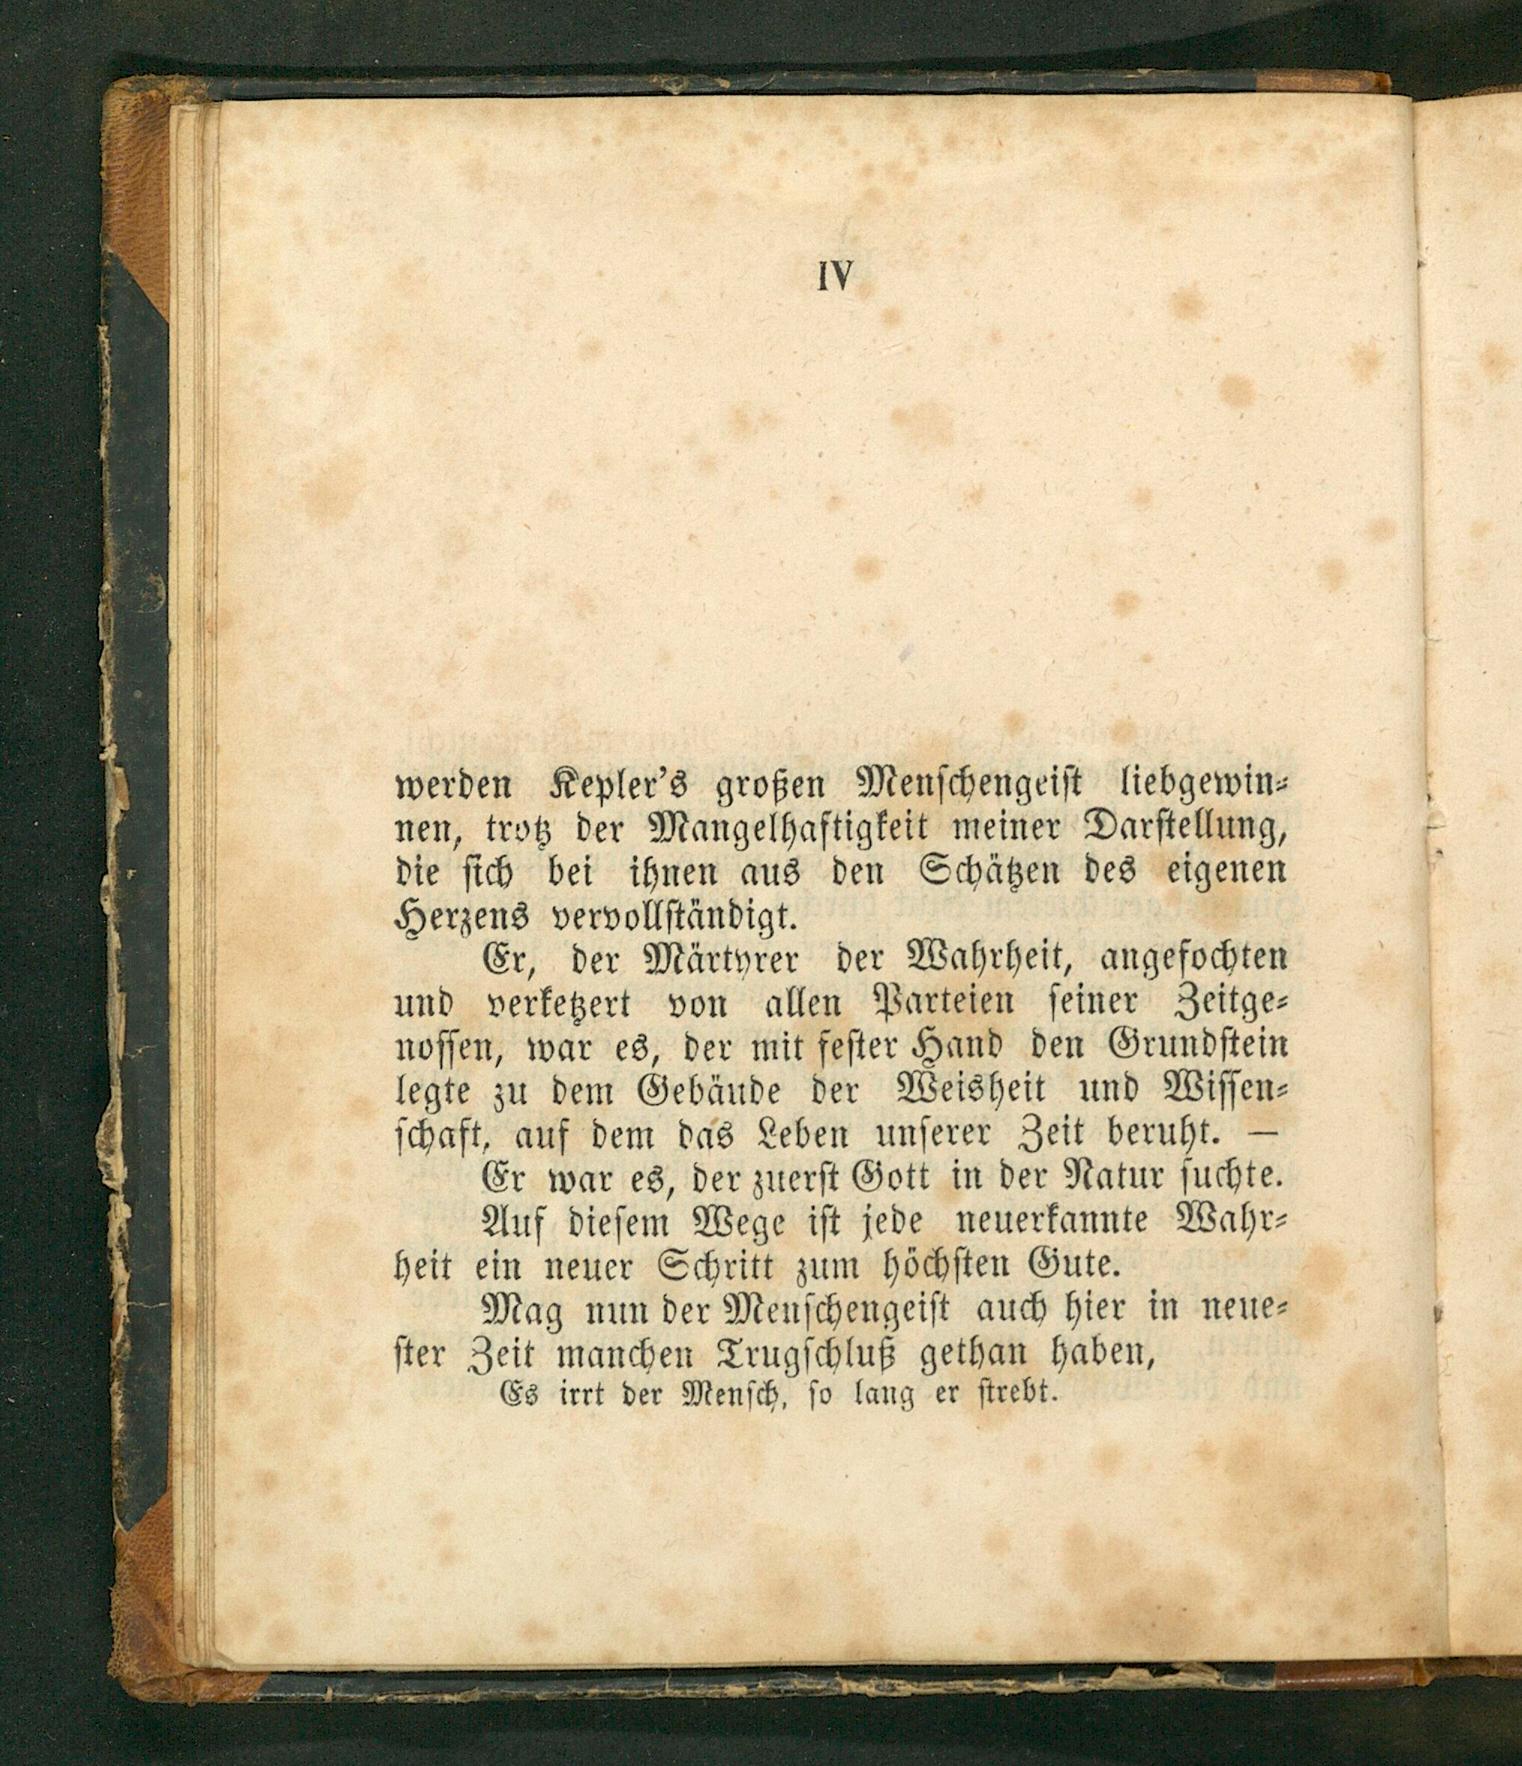 IV
werden Kepler's großen Menschengeist liebgewin-
nen, trotz der Mangelhaftigkeit meiner Darstellung,
die sich bei ihnen aus den Schätzen des eigenen
Herzens vervollständigt.
Er, der Märtyrer der Wahrheit, angefochten
und verketzert von allen Parteien seiner Zeitge-
nossen, war es, der mit fester Hand den Grundstein
legte zu dem Gebäude der Weisheit und Wissen-
schaft, auf dem das Leben unserer Zeit beruht. —
Er war es, der zuerst Gott in der Natur suchte.
Auf diesem Wege ist jede neuerkannte Wahr-
heit ein neuer Schritt zum höchsten Gute.
Mag nun der Menschengeist auch hier in neue-
ster Zeit manchen Trugschluß gethan haben,
Es irrt der Mensch, so lang er strebt.